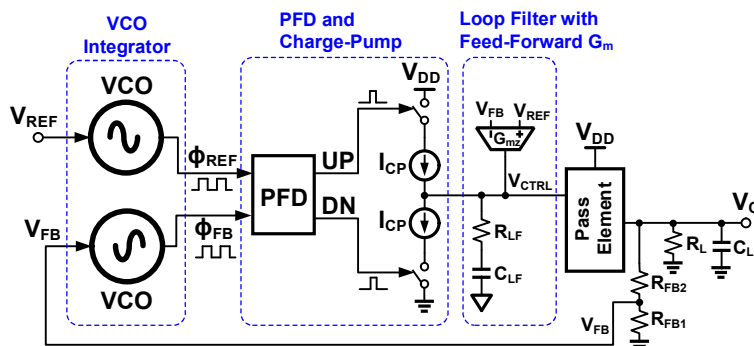 VCO Integrator
PFD and Charge-Pump
Loop Filter with Feed-Forward Gm
VCO
VREF
ΦREF
VFB
ΦFB
VCO
PFD
UP
DN
VDD
ICP
ICP
VFB
VREF
Gmz
VCTRL
RLF
CLF
VDD
Pass Element
VO
RL
CL
RFB2
VFB
RFB1